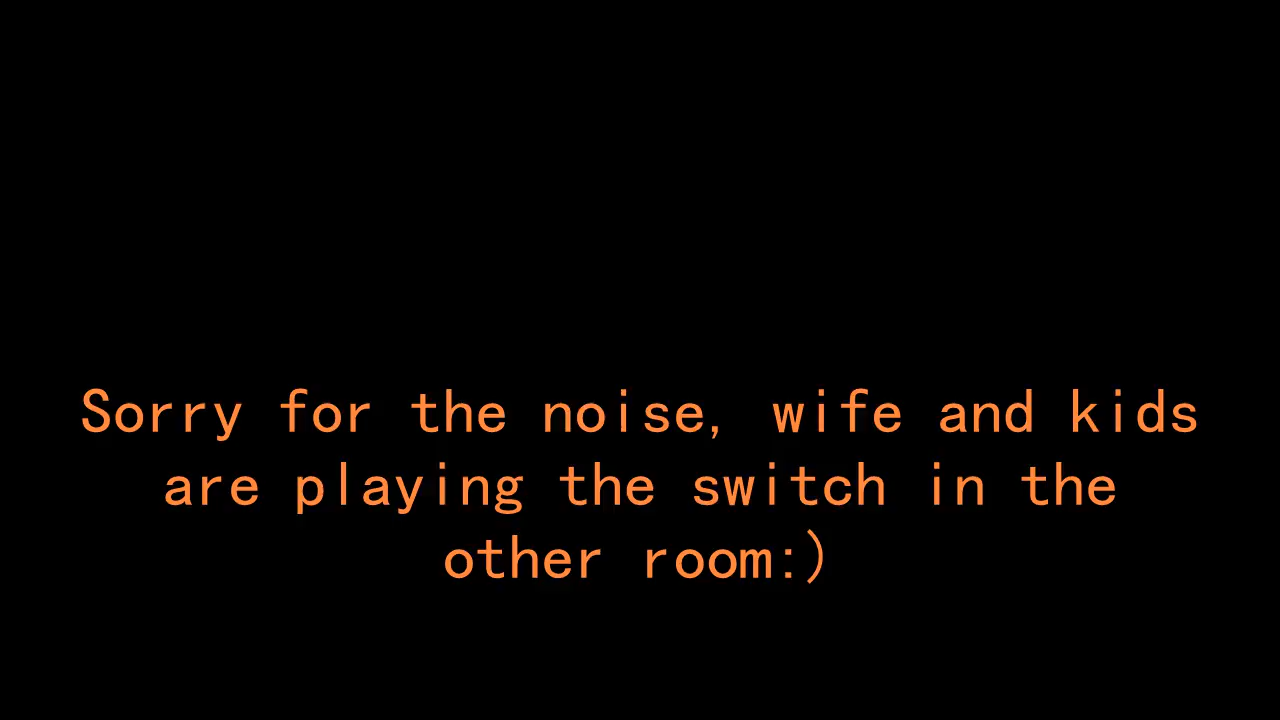 Sorry for the noise, wife and kids
are playing the switch in the
other room:)